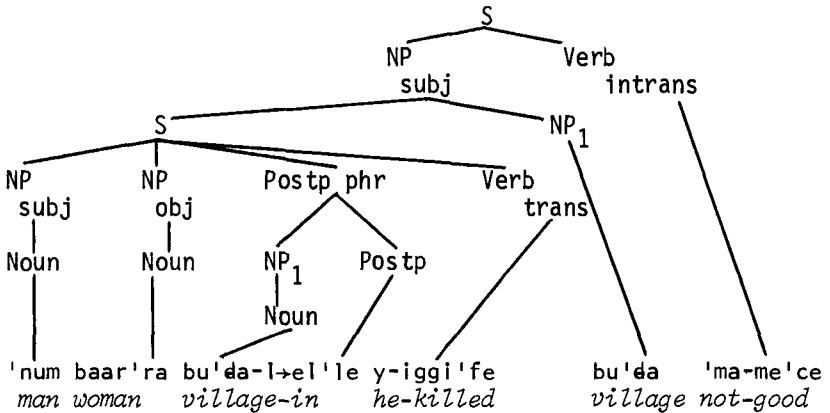 S
NP Verb
subj intrans
S NP₁
NP NP Postp phr Verb
subj obj trans
Noun Noun NP₁ Postp
Noun
'num baar'ra bu'ɗa-l→el'le y-iggi'fe bu'ɗa 'ma-me'ce
man woman village-in he-killed village not-good